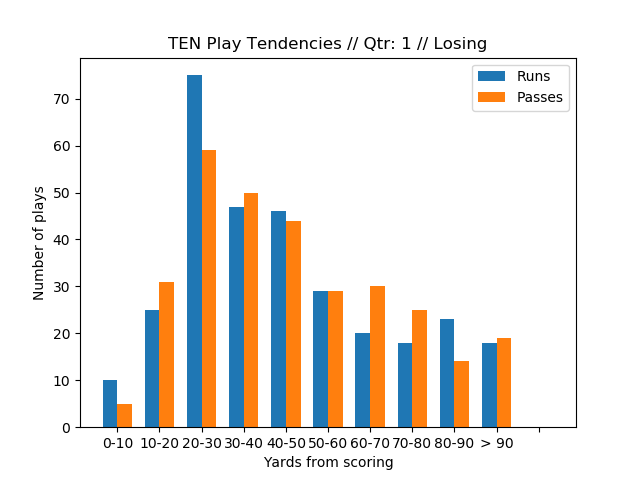 TEN Play Tendencies // Qtr: 1 // Losing
Runs
Passes
Number of plays
70
60
50
40
30
20
10
0
0-10 10-20 20-30 30-40 40-50 50-60 60-70 70-80 80-90 > 90
Yards from scoring